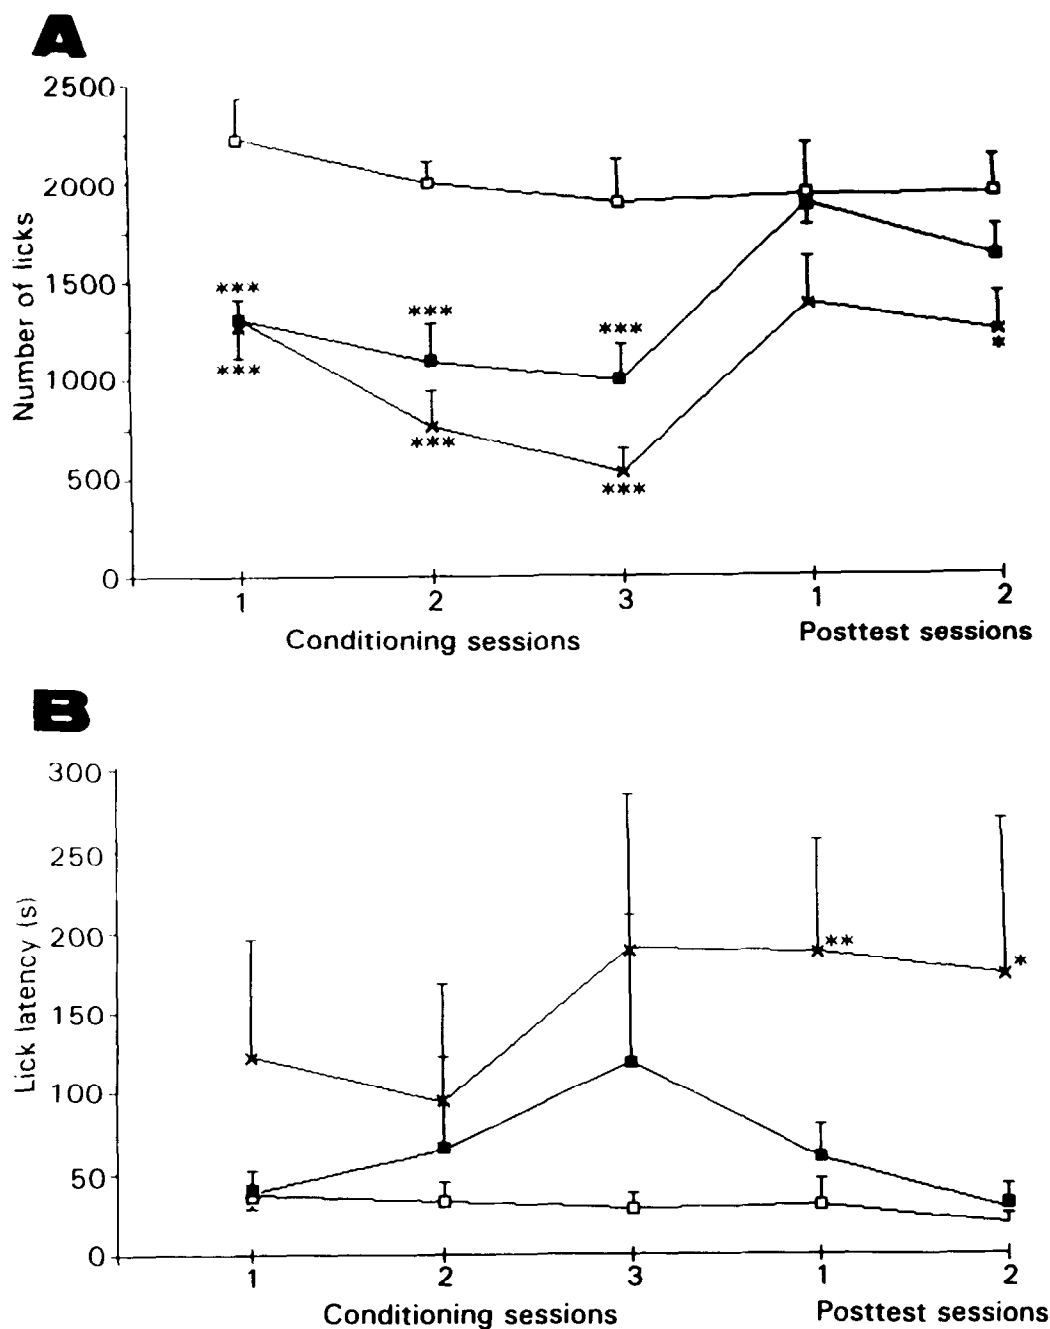 A
2500
2000
1500
1000
500
0
Number of licks
***
***
***
***
***
***
*
1 2 3 1 2
Conditioning sessions Posttest sessions
B
300
250
200
150
100
50
0
Lick latency (s)
**
*
1 2 3 1 2
Conditioning sessions Posttest sessions